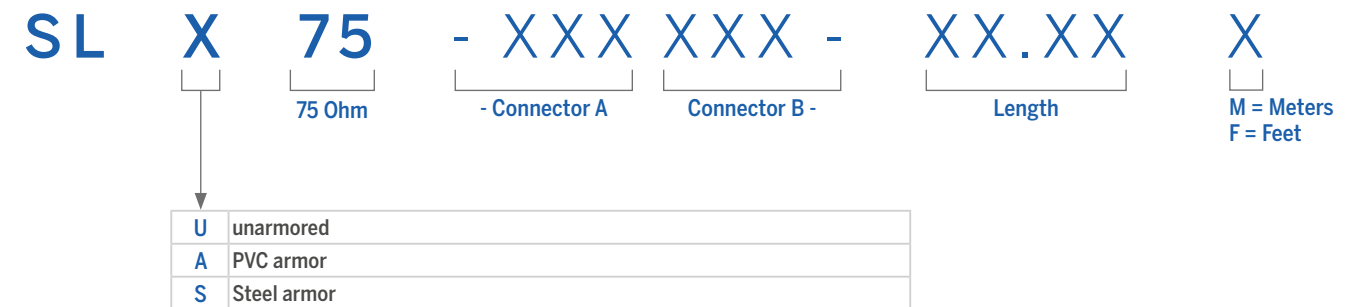 SL X 75 - XXX XXX - XX.XX X
75 Ohm - Connector A Connector B - Length M = Meters
F = Feet
U unarmored
A PVC armor
S Steel armor